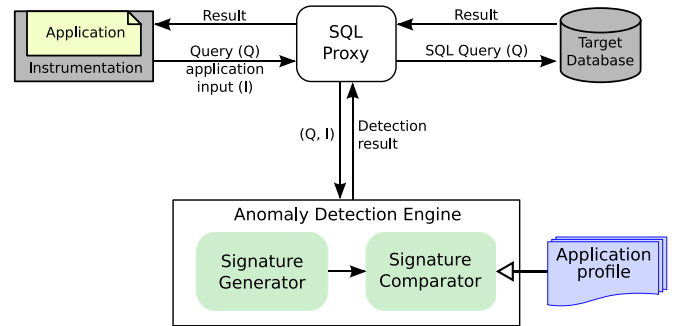 Application
Instrumentation
Result
Query (Q)
application
input (I)
SQL
Proxy
Result
SQL Query (Q)
Target
Database
(Q, I)
Detection
result
Anomaly Detection Engine
Signature
Generator
Signature
Comparator
Application
profile